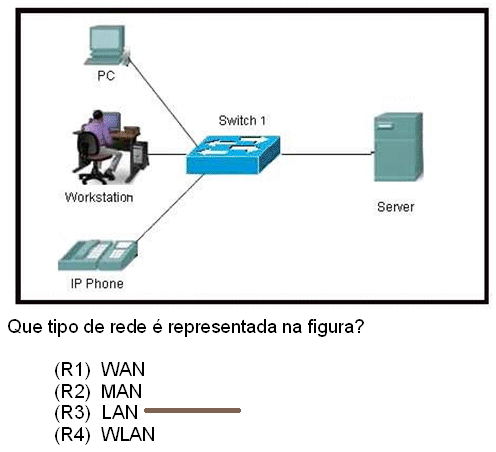 PC
Switch 1
Workstation
Server
IP Phone
Que tipo de rede é representada na figura?
(R1) WAN
(R2) MAN
(R3) LAN
(R4) WLAN